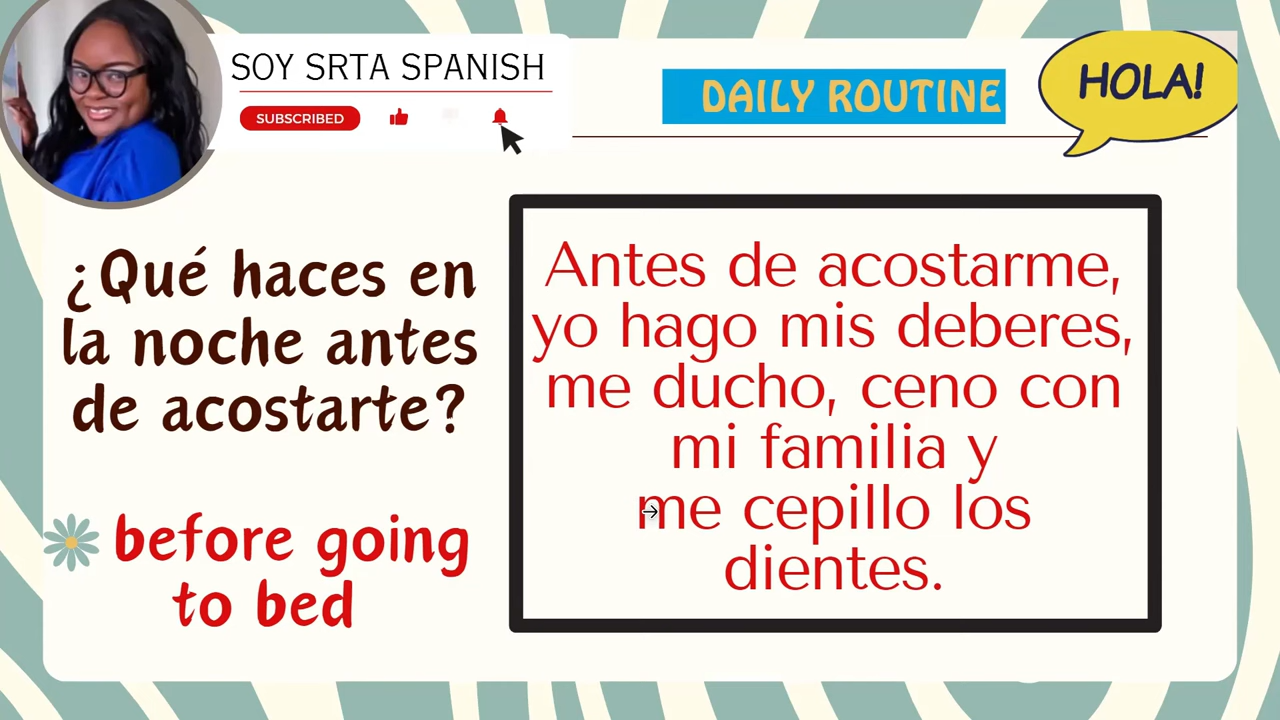 SOY SRTA SPANISH
SUBSCRIBED
DAILY ROUTINE
HOLA!
¿Qué haces en
la noche antes
de acostarte?
before going
to bed
Antes de acostarme,
yo hago mis deberes,
me ducho, ceno con
mi familia y
me cepillo los
dientes.